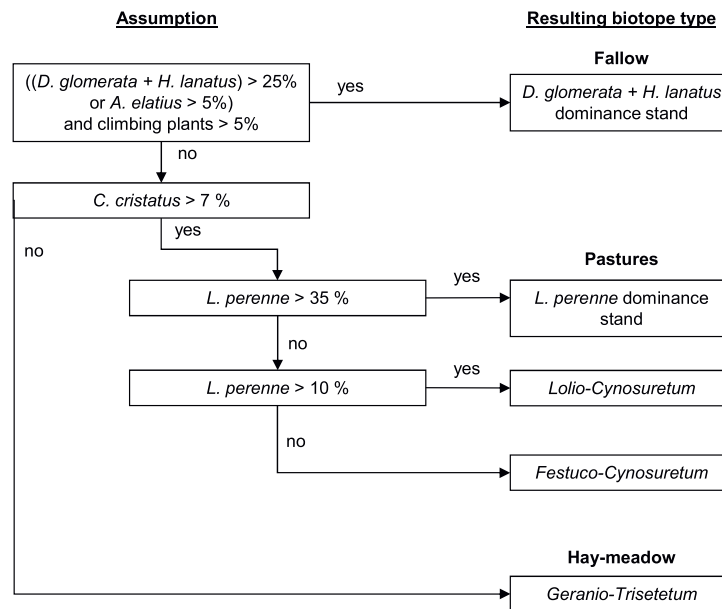 Assumption
Resulting biotope type
Fallow
((D. glomerata + H. lanatus) > 25%
or A. elatius > 5%)
and climbing plants > 5%
yes
D. glomerata + H. lanatus
dominance stand
no
C. cristatus > 7 %
no
yes
Pastures
L. perenne > 35 %
yes
L. perenne dominance
stand
no
L. perenne > 10 %
yes
Lolio-Cynosuretum
no
Festuco-Cynosuretum
Hay-meadow
Geranio-Trisetetum